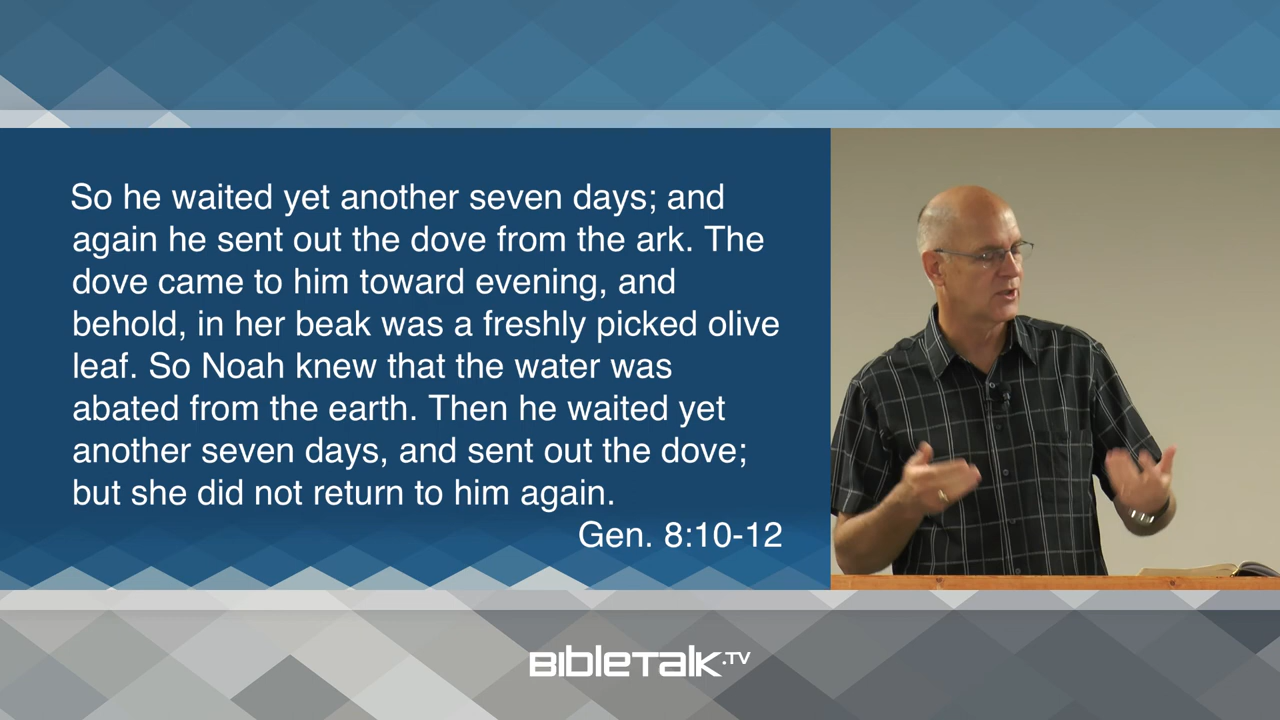 So he waited yet another seven days; and
again he sent out the dove from the ark. The
dove came to him toward evening, and
behold, in her beak was a freshly picked olive
leaf. So Noah knew that the water was
abated from the earth. Then he waited yet
another seven days, and sent out the dove;
but she did not return to him again.
Gen. 8:10-12
BIBLETALK.TV